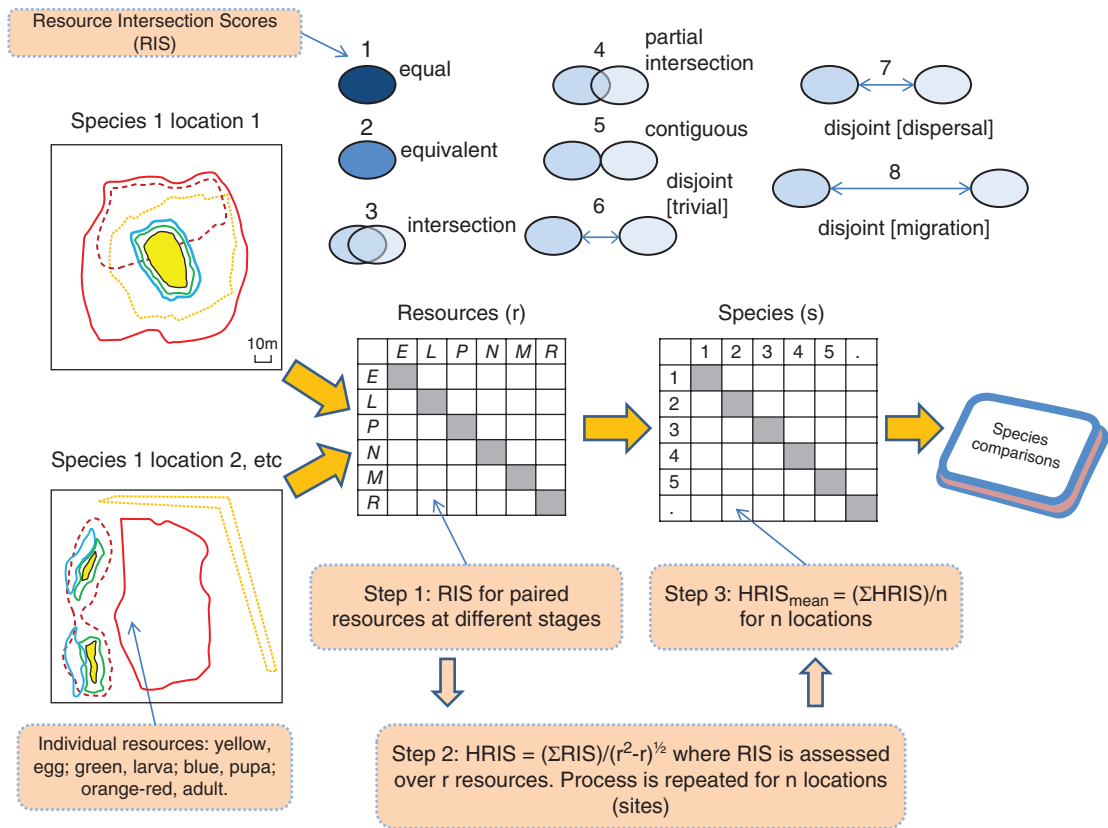 Resource Intersection Scores
(RIS)
1
equal
2
equivalent
3
intersection
4
partial
intersection
5
contiguous
6
disjoint
[trivial]
7
disjoint [dispersal]
8
disjoint [migration]
Species 1 location 1
10m
Species 1 location 2, etc
Resources (r)
E L P N M R
E
L
P
N
M
R
Species (s)
1 2 3 4 5 .
1
2
3
4
5
.
Species
comparisons
Step 1: RIS for paired
resources at different stages
Step 3: HRISmean = (ΣHRIS)/n
for n locations
Individual resources: yellow,
egg; green, larva; blue, pupa;
orange-red, adult.
Step 2: HRIS = (ΣRIS)/(r²-r)^½ where RIS is assessed
over r resources. Process is repeated for n locations
(sites)